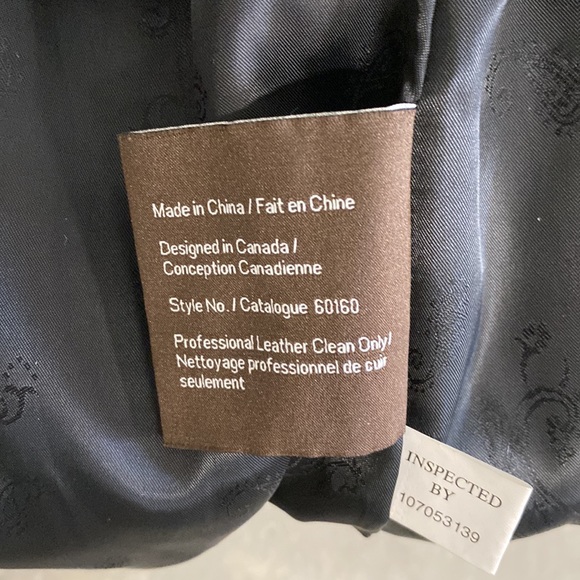 Made in China / Fait en Chine
Designed in Canada /
Conception Canadienne
Style No. / Catalogue 60160
Professional Leather Clean Only/
Nettoyage professionnel de cuir
seulement
INSPECTED
BY
107053139